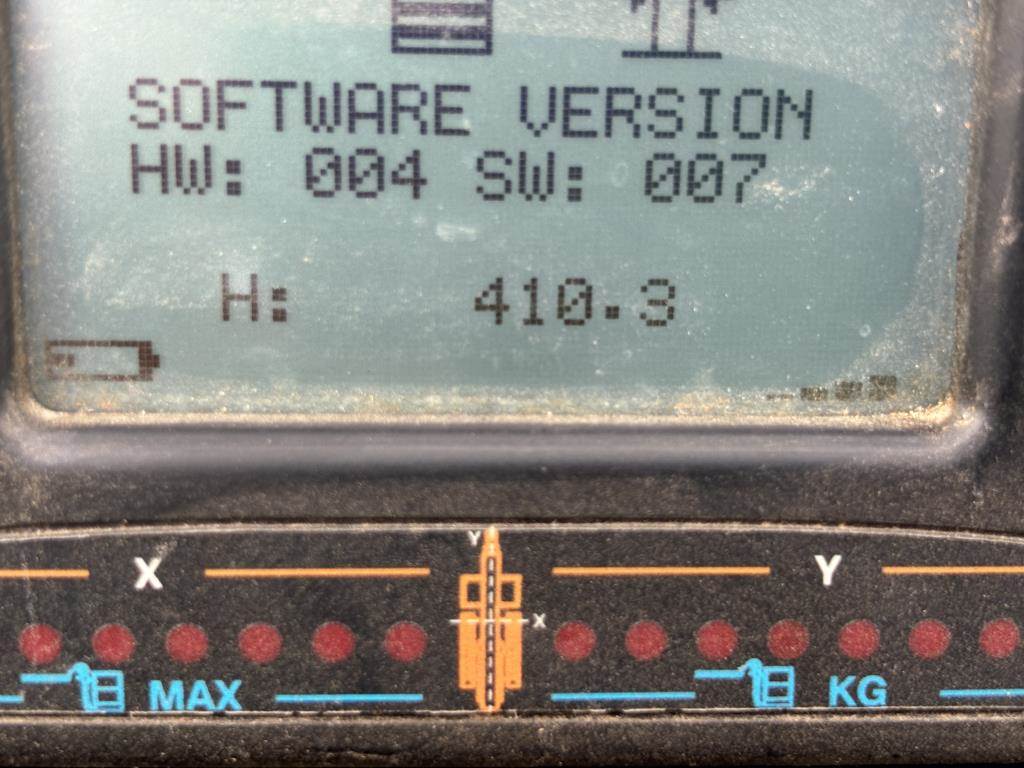 SOFTWARE VERSION
HW: 004 SW: 007
H: 410.3
Y
X Y
X
MAX KG